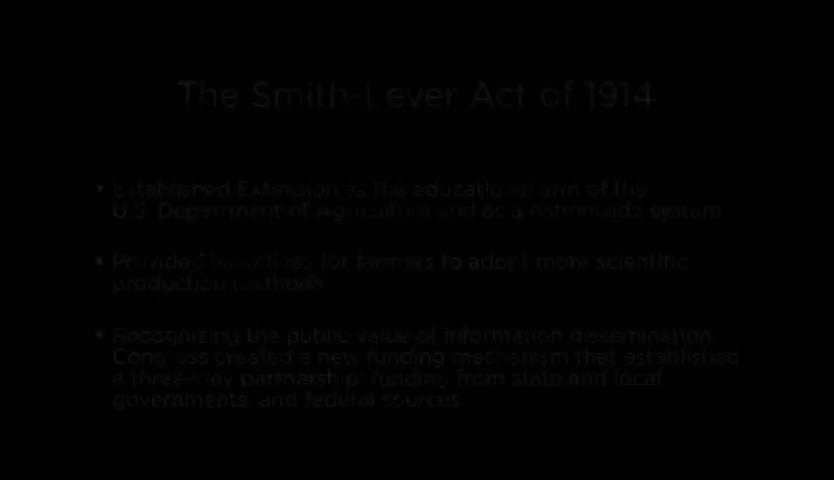 The Smith-Lever Act of 1914
• Established Extension as the educational arm of the
U.S. Department of Agriculture and as a nationwide system
• Provided incentives for farmers to adopt more scientific
production methods
• Recognizing the public value of information dissemination,
Congress created a new funding mechanism that established
a three-way partnership: funding from state and local
governments, and federal sources